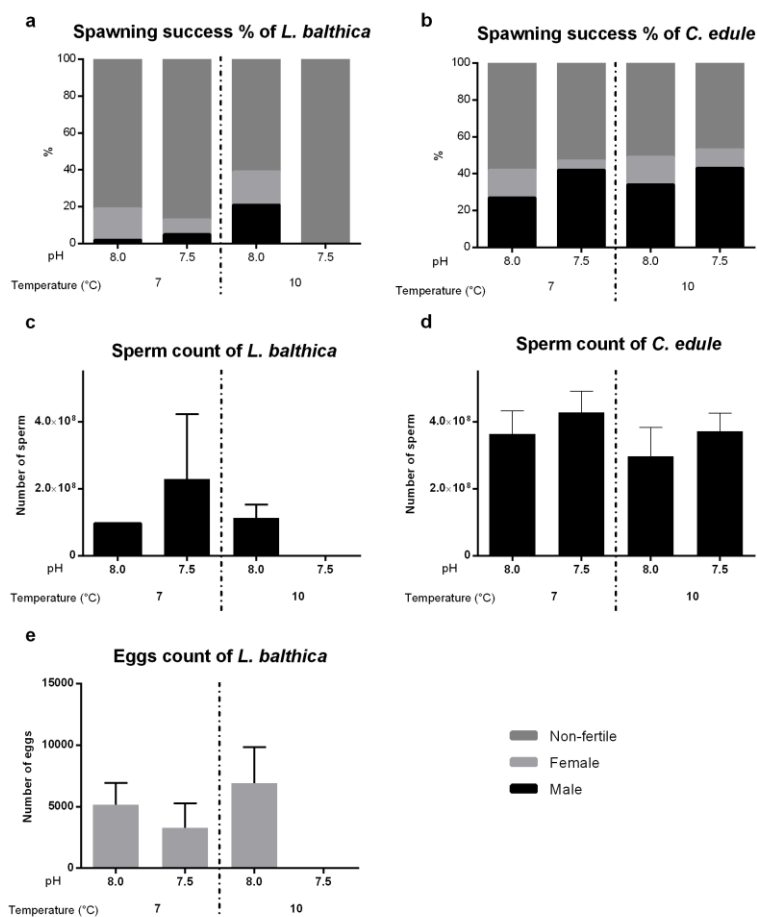 a
Spawning success % of L. balthica
100
80
60
40
20
0
%
pH
8.0
7.5
8.0
7.5
Temperature (°C)
7
10
b
Spawning success % of C. edule
100
80
60
40
20
0
%
pH
8.0
7.5
8.0
7.5
Temperature (°C)
7
10
c
Sperm count of L. balthica
4.0×10⁸
2.0×10⁸
0
Number of sperm
pH
8.0
7.5
8.0
7.5
Temperature (°C)
7
10
d
Sperm count of C. edule
4.0×10⁸
2.0×10⁸
0
Number of sperm
pH
8.0
7.5
8.0
7.5
Temperature (°C)
7
10
e
Eggs count of L. balthica
15000
10000
5000
0
Number of eggs
pH
8.0
7.5
8.0
7.5
Temperature (°C)
7
10
Non-fertile
Female
Male